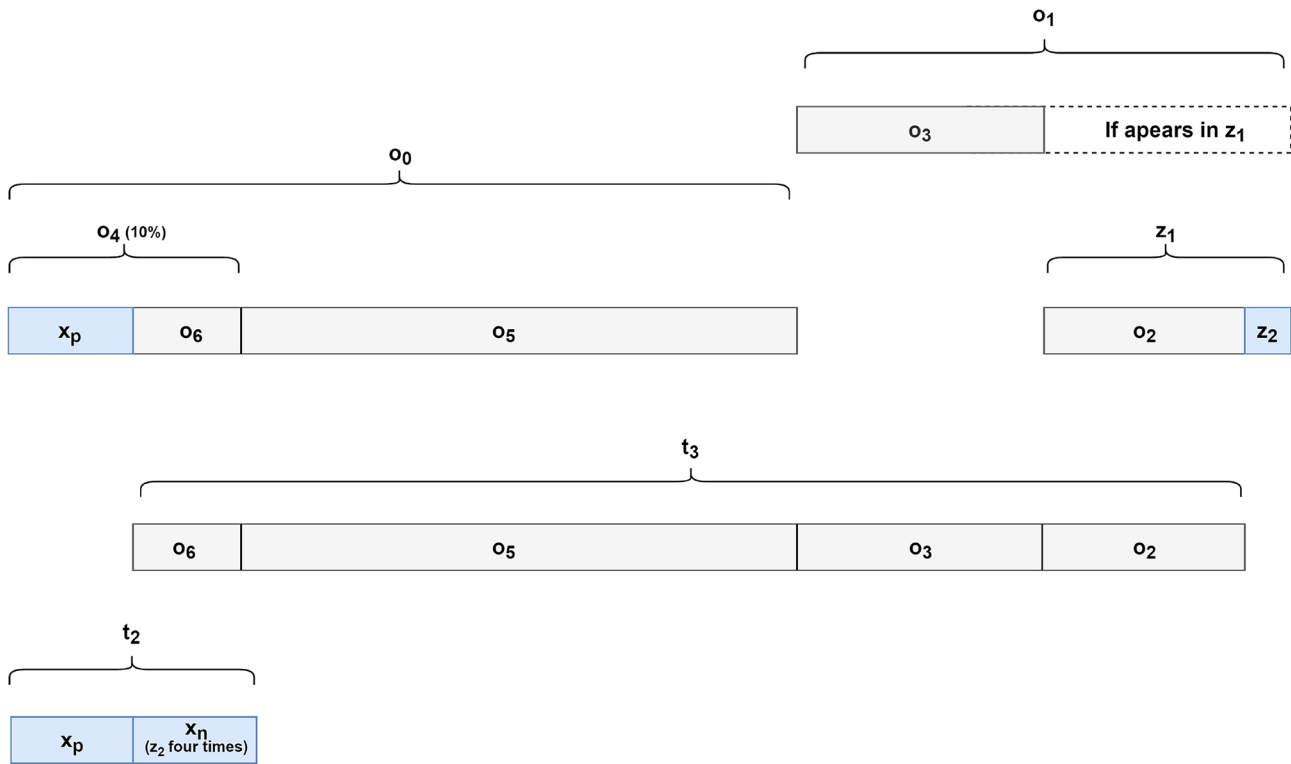 o1
o3 If apears in z1
o0
o4 (10%)
z1
xp o6 o5 o2 z2
t3
o6 o5 o3 o2
t2
xp xn
(z2 four times)